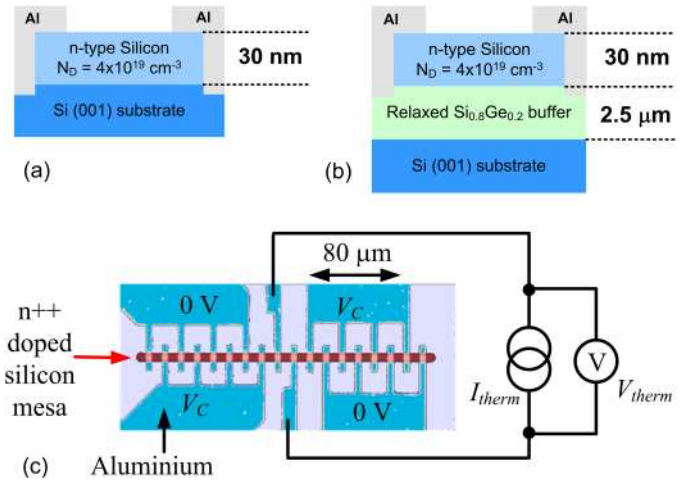 Al
Al
n-type Silicon
N_D = 4x10^19 cm^-3
30 nm
Si (001) substrate
(a)
Al
Al
n-type Silicon
N_D = 4x10^19 cm^-3
30 nm
Relaxed Si_0.8Ge_0.2 buffer
2.5 μm
Si (001) substrate
(b)
80 μm
0 V
V_C
n++
doped
silicon
mesa
V_C
0 V
I_therm
V
V_therm
(c)
Aluminium